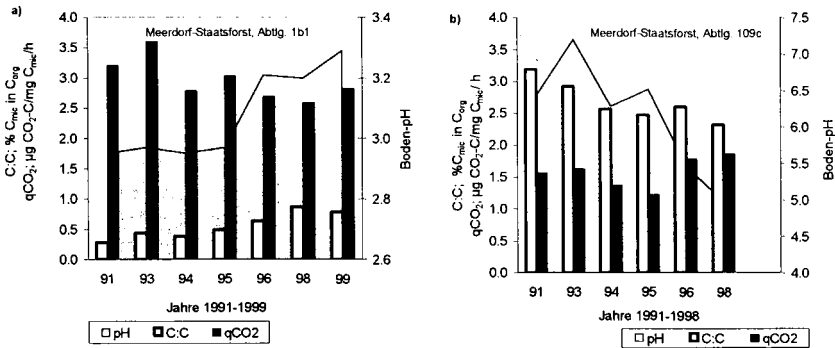 a)
Meerdorf-Staatsforst, Abtlg. 1b1
C:C; % Cmic in Corg
qCO2; µg CO2-C/mg Cmic/h
4.0
3.5
3.0
2.5
2.0
1.5
1.0
0.5
0.0
3.4
3.2
3.0
2.8
2.6
Boden-pH
91 93 94 95 96 98 99
Jahre 1991-1999
pH C:C qCO2
b)
Meerdorf-Staatsforst, Abtlg. 109c
C:C; %Cmic in Corg
qCO2; µg CO2-C/mg Cmic/h
4.0
3.5
3.0
2.5
2.0
1.5
1.0
0.5
0.0
7.5
7.0
6.5
6.0
5.5
5.0
4.5
4.0
Boden-pH
91 93 94 95 96 98
Jahre 1991-1998
pH C:C qCO2